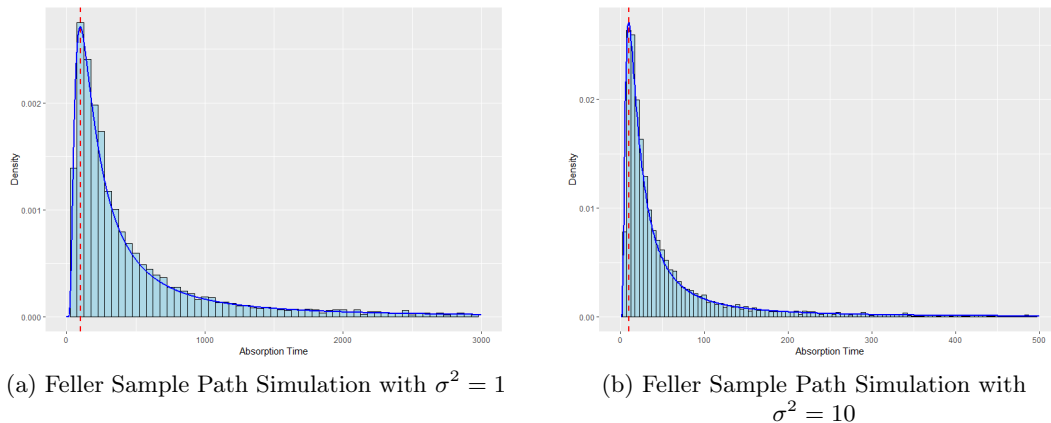 0.002
0.001
0.000
Density
0
1000
2000
3000
Absorption Time
(a) Feller Sample Path Simulation with σ² = 1
0.02
0.01
0.00
Density
0
100
200
300
400
500
Absorption Time
(b) Feller Sample Path Simulation with
σ² = 10